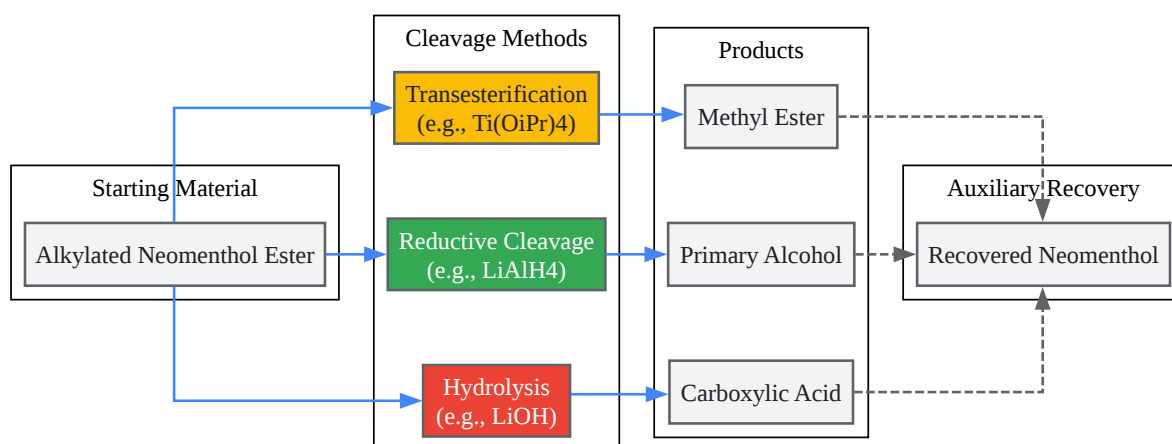 Cleavage Methods
Products
Transesterification
(e.g., Ti(OiPr)4)
Methyl Ester
Starting Material
Auxiliary Recovery
Alkylated Neomenthol Ester
Reductive Cleavage
(e.g., LiAlH4)
Primary Alcohol
Recovered Neomenthol
Hydrolysis
(e.g., LiOH)
Carboxylic Acid